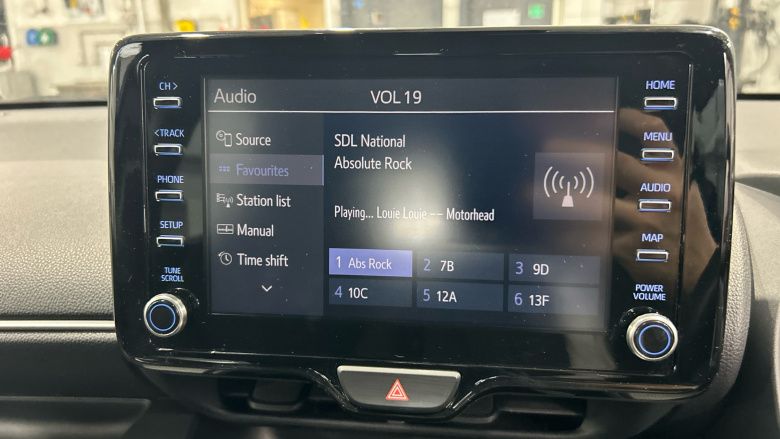 CH >
< TRACK
PHONE
SETUP
TUNE
SCROLL
Audio
VOL 19
Source
Favourites
Station list
Manual
Time shift
SDL National
Absolute Rock
Playing... Louie Louie -- Motorhead
1 Abs Rock
2 7B
3 9D
4 10C
5 12A
6 13F
HOME
MENU
AUDIO
MAP
POWER
VOLUME